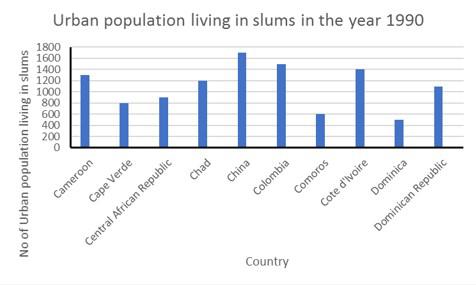 Urban population living in slums in the year 1990
No of Urban population living in slums
1800
1600
1400
1200
1000
800
600
400
200
0
Cameroon
Cape Verde
Central African Republic
Chad
China
Colombia
Comoros
Cote d'Ivoire
Dominica
Dominican Republic
Country